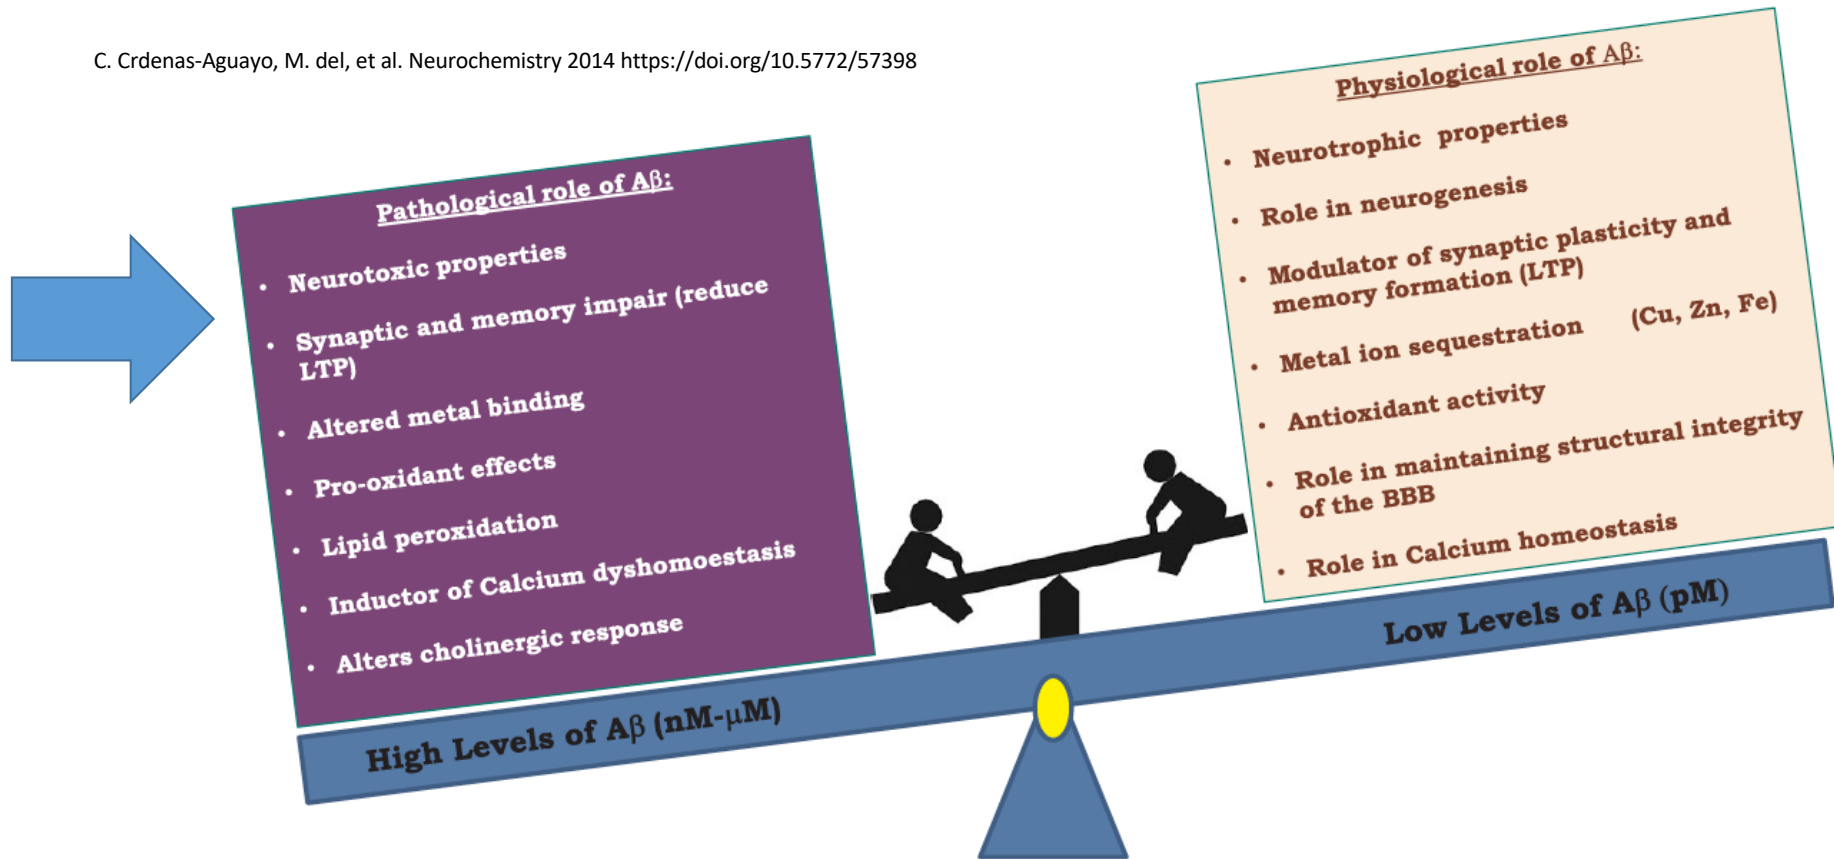 C. Crdenas-Aguayo, M. del, et al. Neurochemistry 2014 https://doi.org/10.5772/57398
Pathological role of Aβ:
• Neurotoxic properties
• Synaptic and memory impair (reduce
LTP)
• Altered metal binding
• Pro-oxidant effects
• Lipid peroxidation
• Inductor of Calcium dyshomoestasis
• Alters cholinergic response
High Levels of Aβ (nM-μM)
Physiological role of Aβ:
• Neurotrophic properties
• Role in neurogenesis
• Modulator of synaptic plasticity and
memory formation (LTP)
• Metal ion sequestration (Cu, Zn, Fe)
• Antioxidant activity
• Role in maintaining structural integrity
of the BBB
• Role in Calcium homeostasis
Low Levels of Aβ (pM)